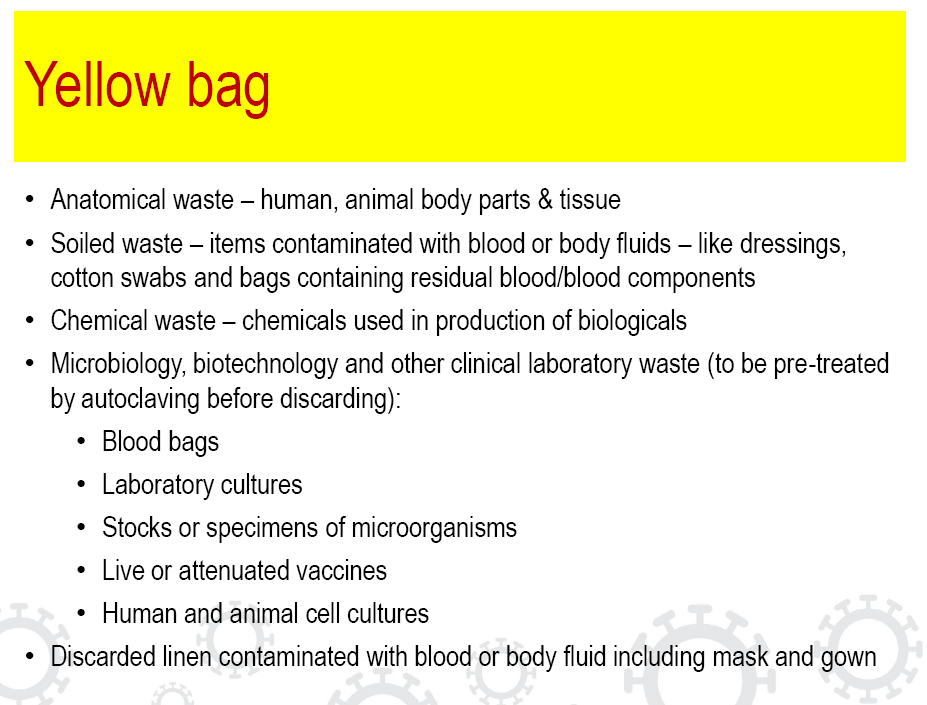 Yellow bag
• Anatomical waste – human, animal body parts & tissue
• Soiled waste – items contaminated with blood or body fluids – like dressings,
cotton swabs and bags containing residual blood/blood components
• Chemical waste – chemicals used in production of biologicals
• Microbiology, biotechnology and other clinical laboratory waste (to be pre-treated
by autoclaving before discarding):
• Blood bags
• Laboratory cultures
• Stocks or specimens of microorganisms
• Live or attenuated vaccines
• Human and animal cell cultures
• Discarded linen contaminated with blood or body fluid including mask and gown